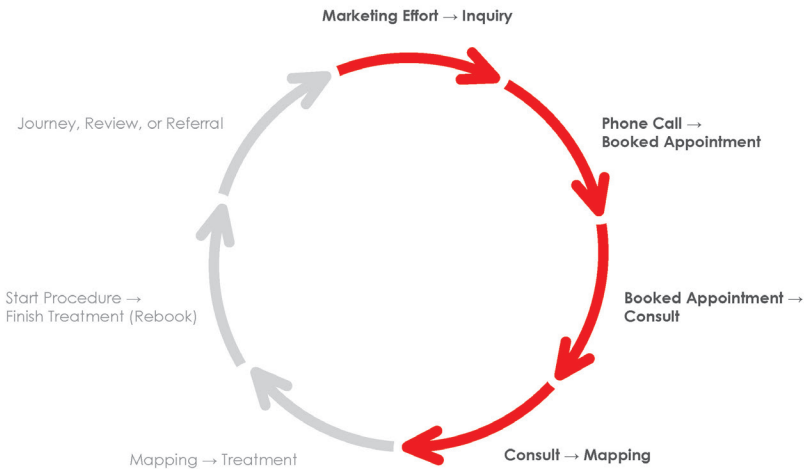 Marketing Effort → Inquiry
Phone Call →
Booked Appointment
Booked Appointment →
Consult
Consult → Mapping
Mapping → Treatment
Start Procedure →
Finish Treatment (Rebook)
Journey, Review, or Referral